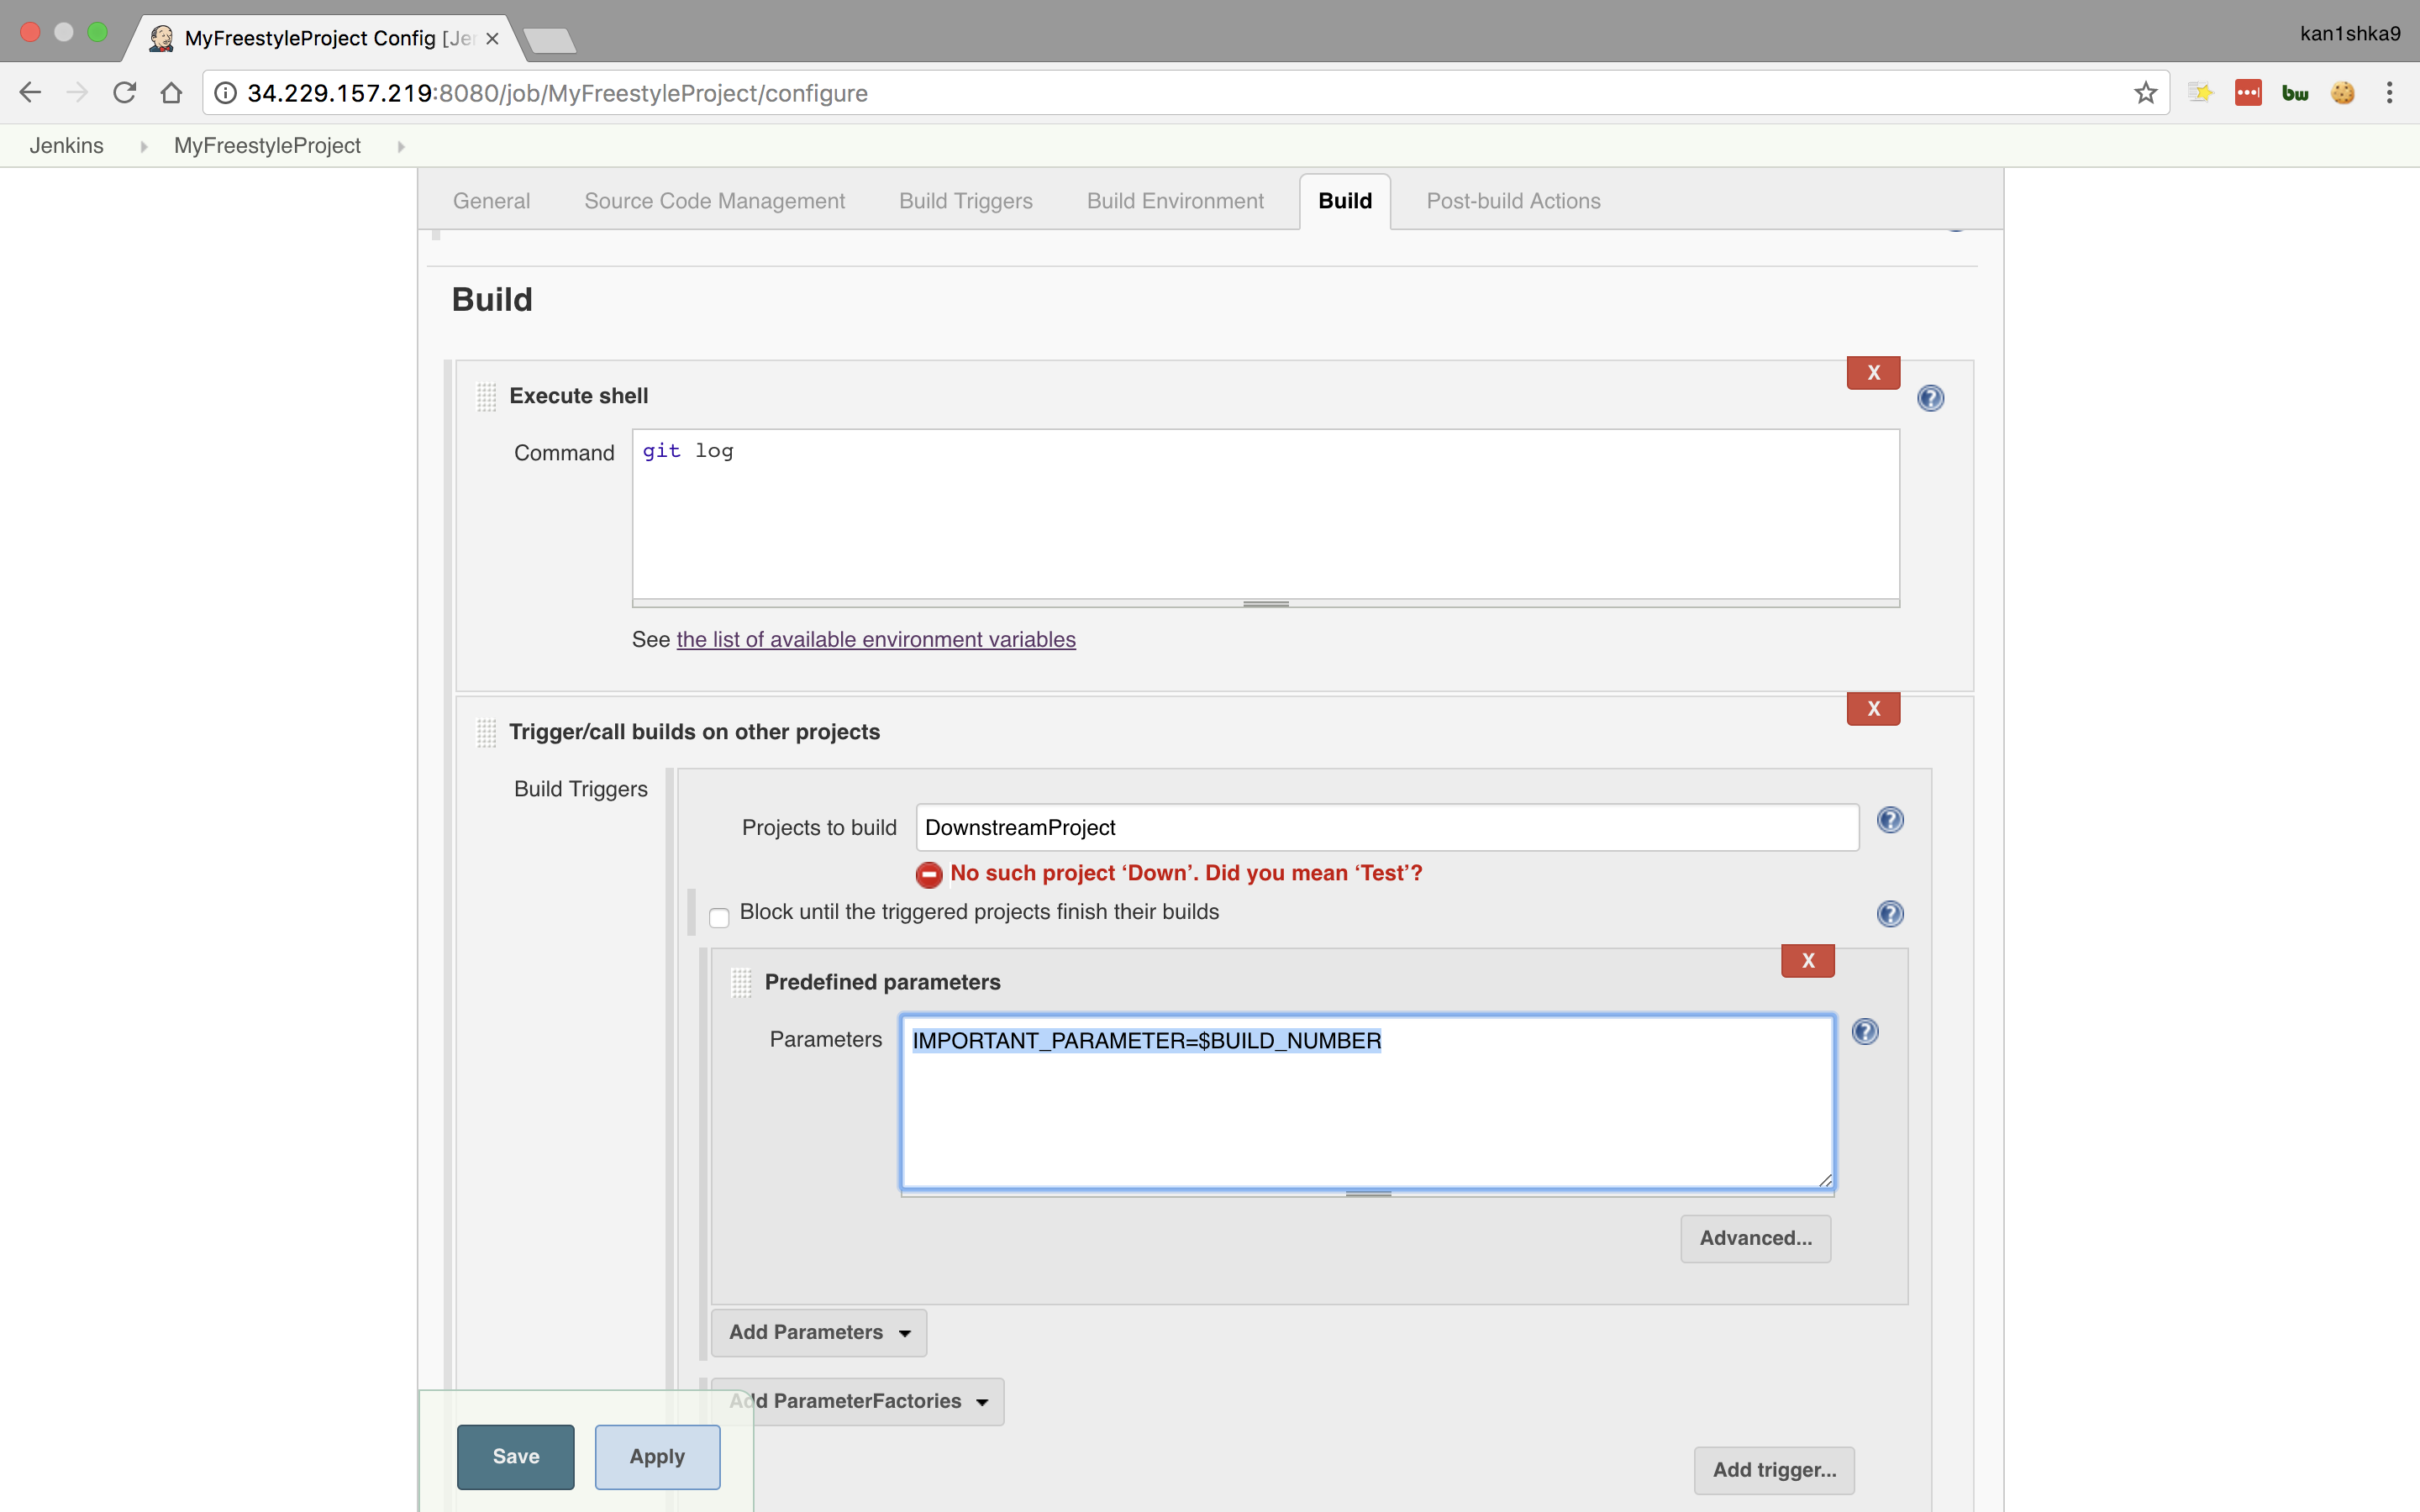 MyFreestyleProject Config [Jer
kan1shka9
34.229.157.219:8080/job/MyFreestyleProject/configure
bw
Jenkins MyFreestyleProject
General Source Code Management Build Triggers Build Environment Build Post-build Actions
Build
X
Execute shell
Command git log
See the list of available environment variables
X
Trigger/call builds on other projects
Build Triggers
Projects to build DownstreamProject
No such project ‘Down’. Did you mean ‘Test’?
Block until the triggered projects finish their builds
X
Predefined parameters
Parameters IMPORTANT_PARAMETER=$BUILD_NUMBER
Advanced...
Add Parameters
Add ParameterFactories
Save Apply
Add trigger...